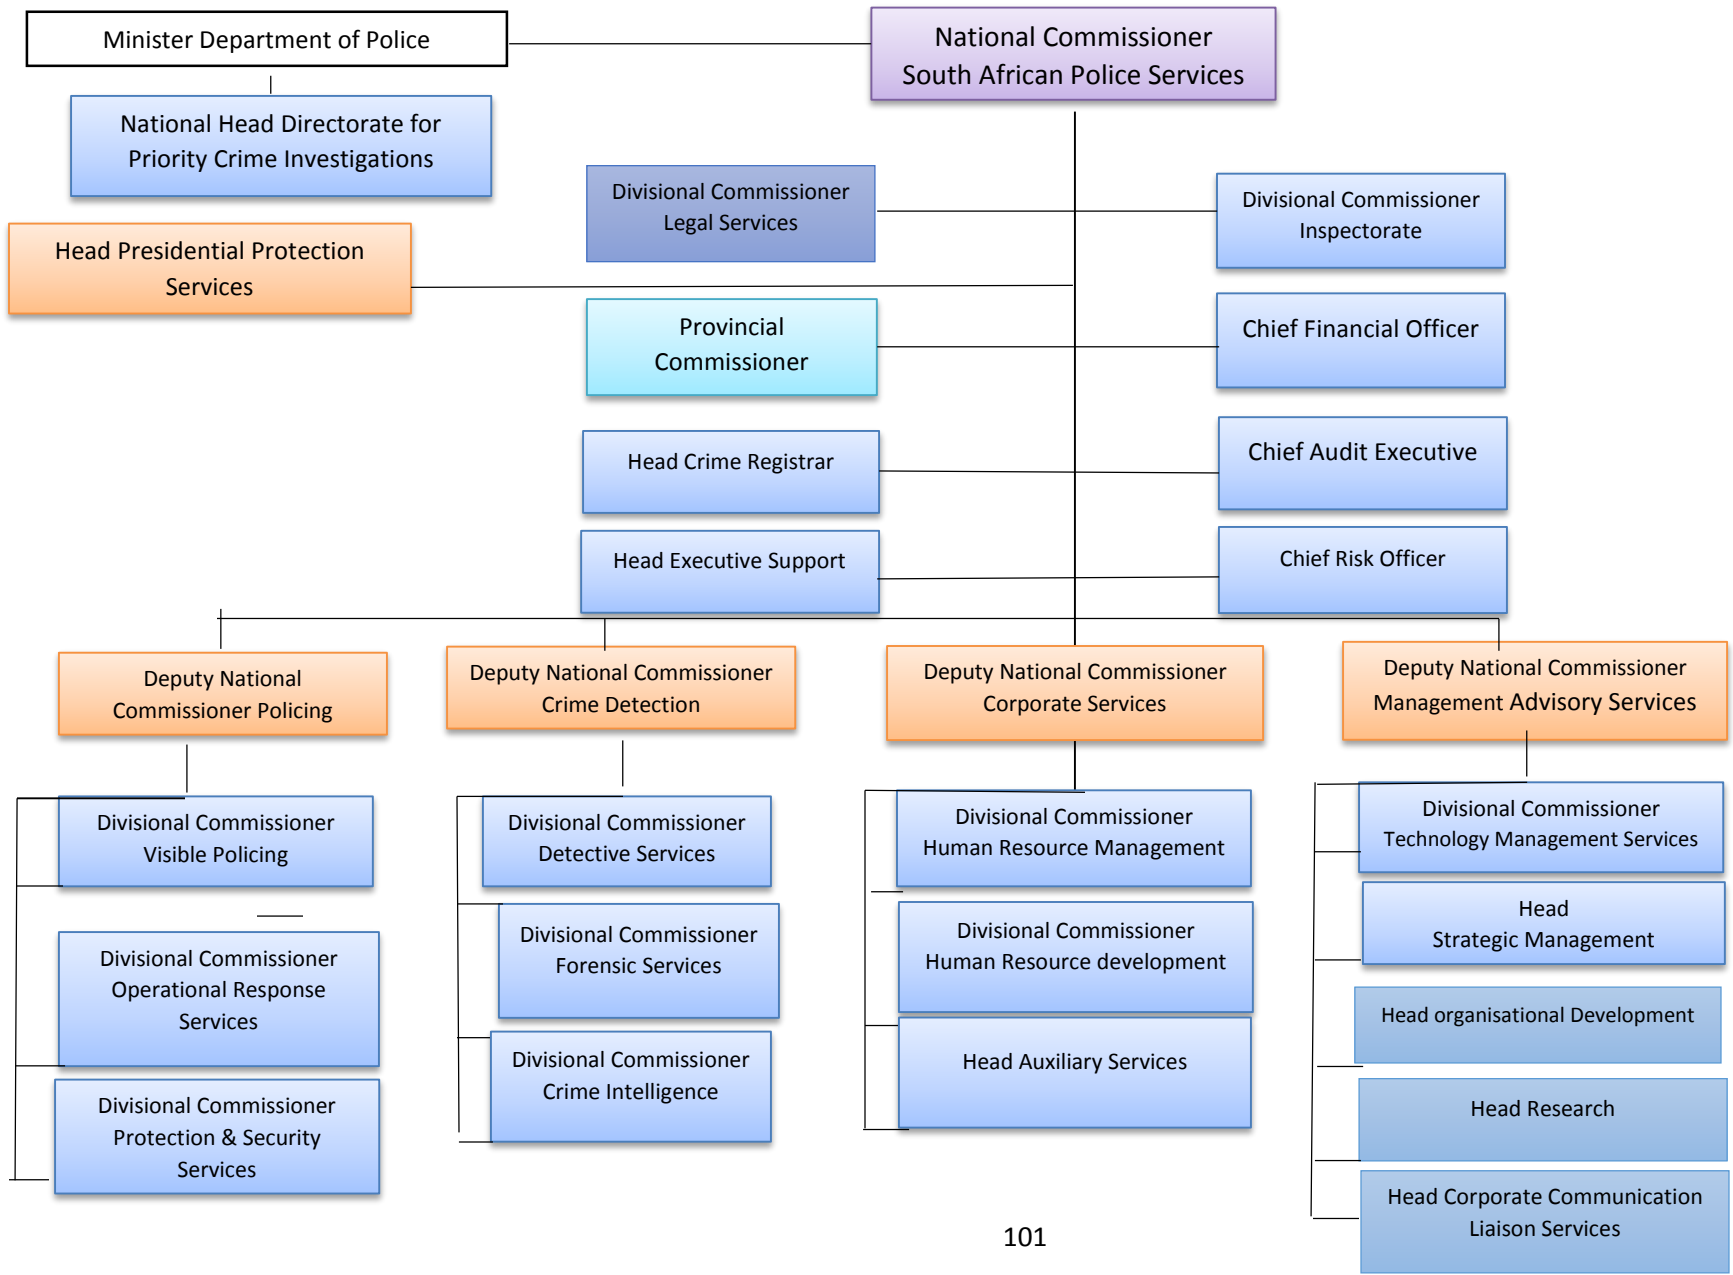 Minister Department of Police
National Commissioner
South African Police Services
National Head Directorate for
Priority Crime Investigations
Divisional Commissioner
Legal Services
Divisional Commissioner
Inspectorate
Head Presidential Protection
Services
Provincial
Commissioner
Chief Financial Officer
Head Crime Registrar
Chief Audit Executive
Head Executive Support
Chief Risk Officer
Deputy National
Commissioner Policing
Deputy National Commissioner
Crime Detection
Deputy National Commissioner
Corporate Services
Deputy National Commissioner
Management Advisory Services
Divisional Commissioner
Visible Policing
Divisional Commissioner
Operational Response
Services
Divisional Commissioner
Protection & Security
Services
Divisional Commissioner
Detective Services
Divisional Commissioner
Forensic Services
Divisional Commissioner
Crime Intelligence
Divisional Commissioner
Human Resource Management
Divisional Commissioner
Human Resource development
Head Auxiliary Services
Divisional Commissioner
Technology Management Services
Head
Strategic Management
Head organisational Development
Head Research
Head Corporate Communication
Liaison Services
101